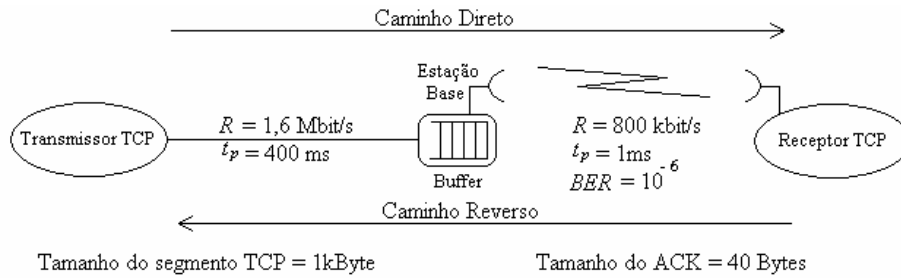 Caminho Direto
Estação
Base
Transmissor TCP
R = 1,6 Mbit/s
t_p = 400 ms
Buffer
R = 800 kbit/s
t_p = 1ms
BER = 10^-6
Receptor TCP
Caminho Reverso
Tamanho do segmento TCP = 1kByte
Tamanho do ACK = 40 Bytes